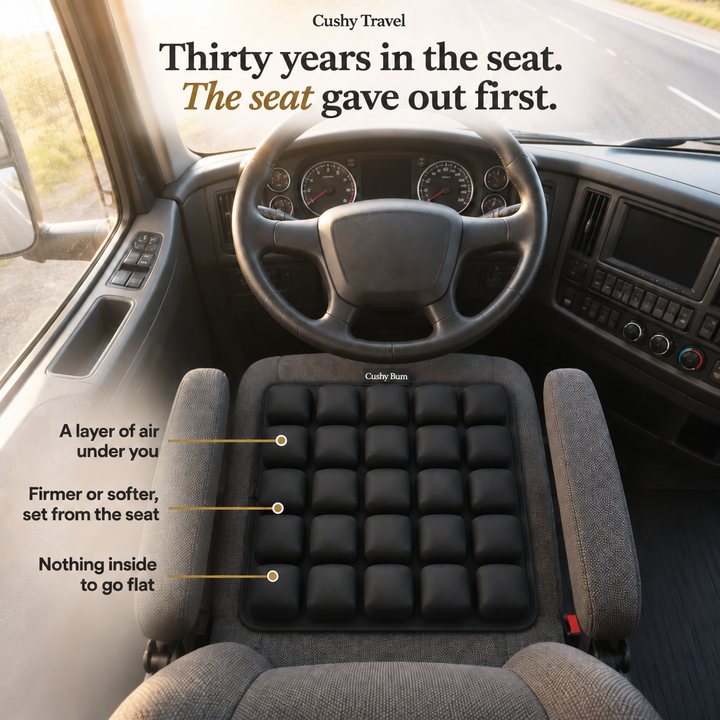 Cushy Travel
Thirty years in the seat.
The seat gave out first.
Cushy Bum
A layer of air
under you
Firmer or softer,
set from the seat
Nothing inside
to go flat